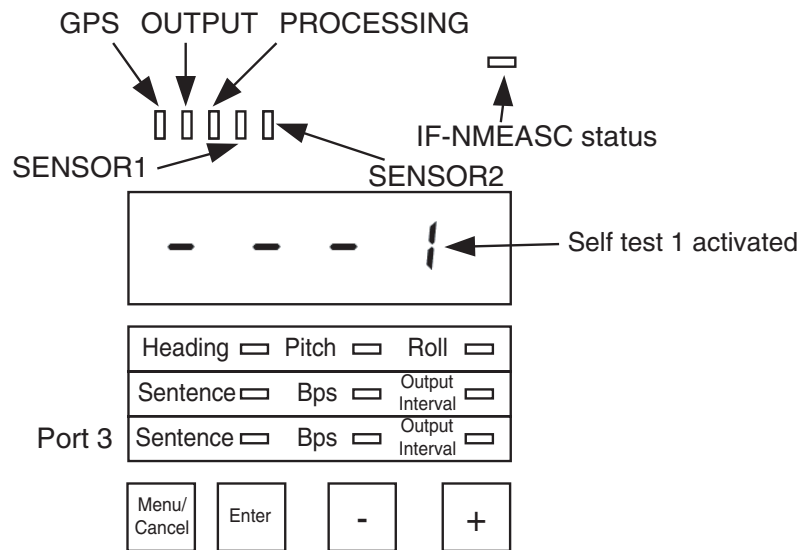 GPS OUTPUT PROCESSING
IF-NMEASC status
SENSOR1
SENSOR2
- - - 1
Self test 1 activated
Heading Pitch Roll
Sentence Bps Output Interval
Port 3 Sentence Bps Output Interval
Menu/
Cancel
Enter
-
+